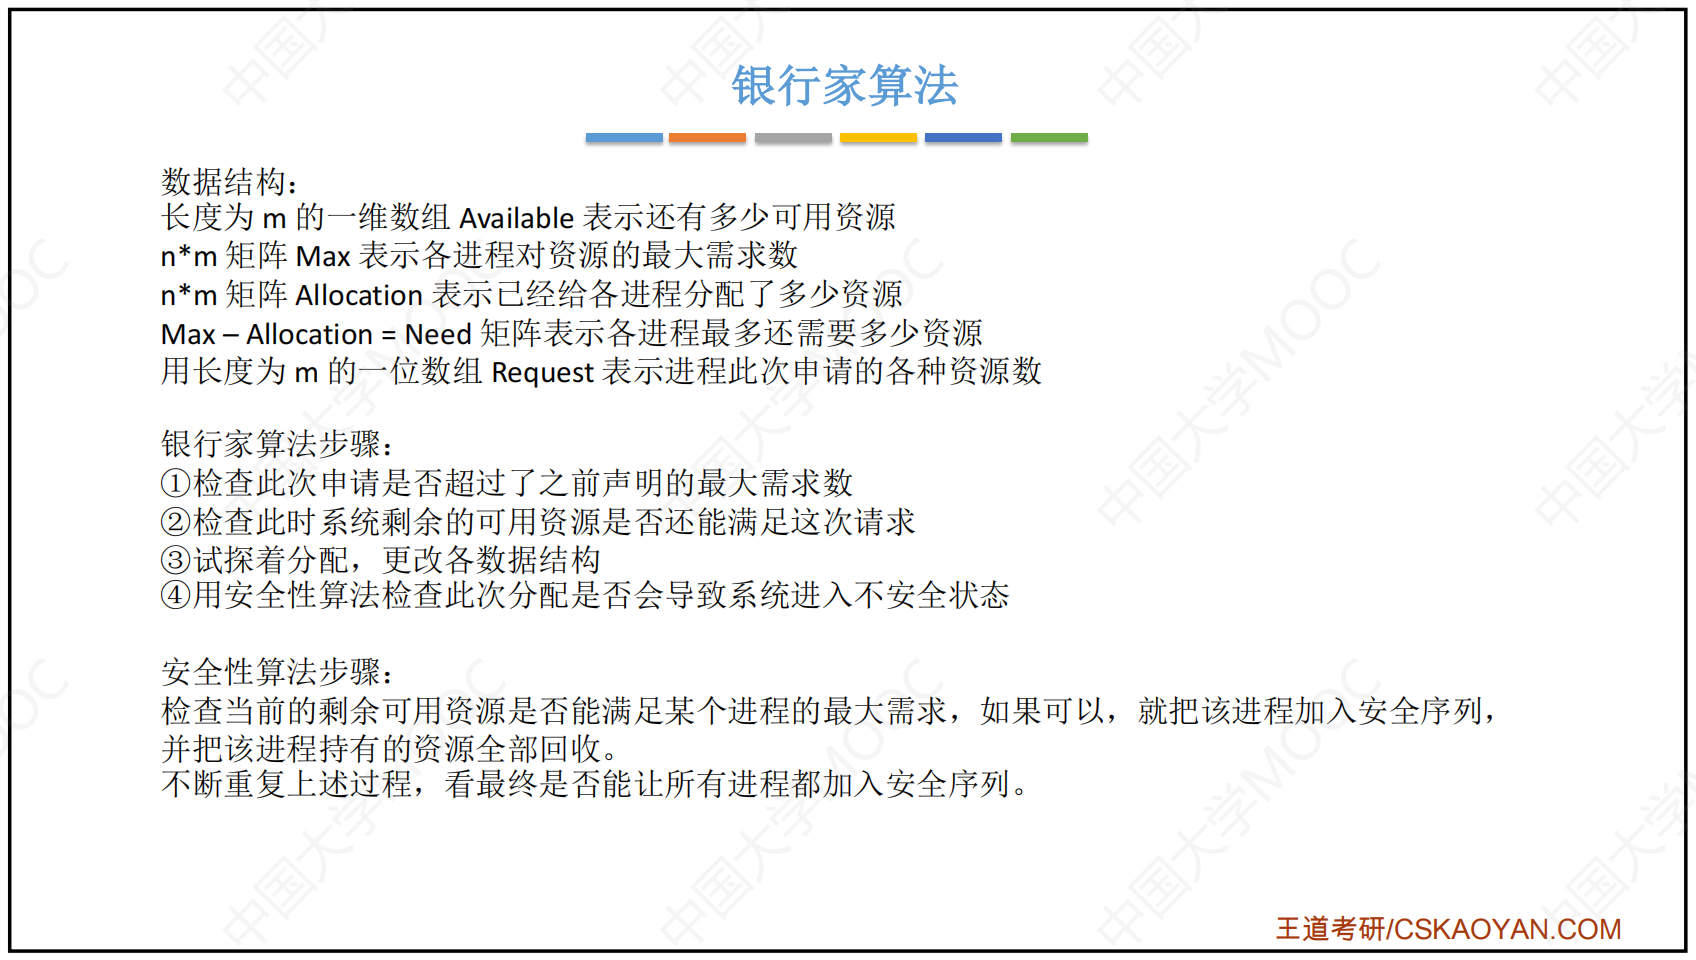 银行家算法
数据结构：
长度为 m 的一维数组 Available 表示还有多少可用资源
n*m 矩阵 Max 表示各进程对资源的最大需求数
n*m 矩阵 Allocation 表示已经给各进程分配了多少资源
Max – Allocation = Need 矩阵表示各进程最多还需要多少资源
用长度为 m 的一位数组 Request 表示进程此次申请的各种资源数
银行家算法步骤：
①检查此次申请是否超过了之前声明的最大需求数
②检查此时系统剩余的可用资源是否还能满足这次请求
③试探着分配，更改各数据结构
④用安全性算法检查此次分配是否会导致系统进入不安全状态
安全性算法步骤：
检查当前的剩余可用资源是否能满足某个进程的最大需求，如果可以，就把该进程加入安全序列，
并把该进程持有的资源全部回收。
不断重复上述过程，看最终是否能让所有进程都加入安全序列。
王道考研/CSKAOYAN.COM
中国大学MOOC